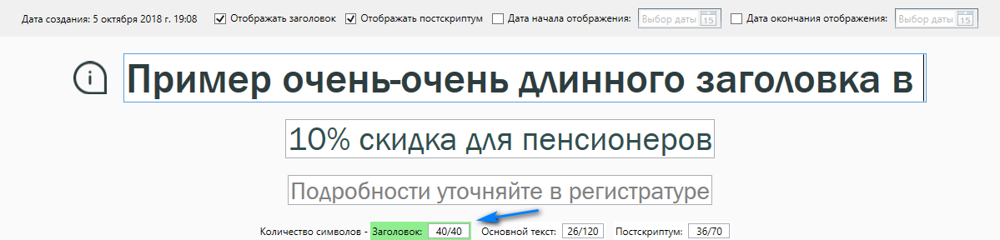 Дата создания: 5 октября 2018 г. 19:08 Отображать заголовок Отображать постскриптум Дата начала отображения: Выбор даты 15 Дата окончания отображения: Выбор даты 15
Пример очень-очень длинного заголовка в
10% скидка для пенсионеров
Подробности уточняйте в регистратуре
Количество символов - Заголовок: 40/40 Основной текст: 26/120 Постскриптум: 36/70